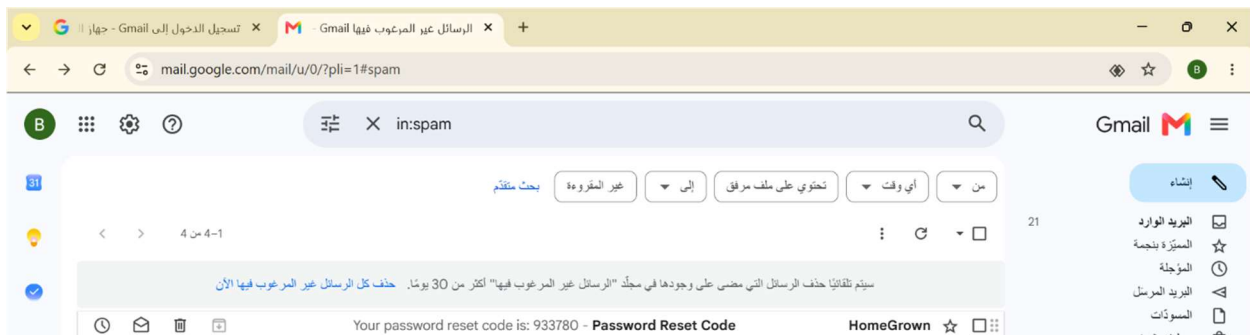 تسجيل الدخول إلى Gmail - جهاز ال
الرسائل غير المرغوب فيها - Gmail
mail.google.com/mail/u/0/?pli=1#spam
B
Gmail
in:spam
B
إنشاء
من
أي وقت
تحتوي على ملف مرفق
إلى
غير المقروءة
بحث متقدّم
31
البريد الوارد 21
المميّزة بنجمة
المؤجلة
البريد المرسَل
المسودّات
1–4 من 4
سيتم تلقائيًا حذف الرسائل التي مضى على وجودها في مجلّد "الرسائل غير المرغوب فيها" أكثر من 30 يومًا. حذف كل الرسائل غير المرغوب فيها الآن
HomeGrown Password Reset Code - Your password reset code is: 933780